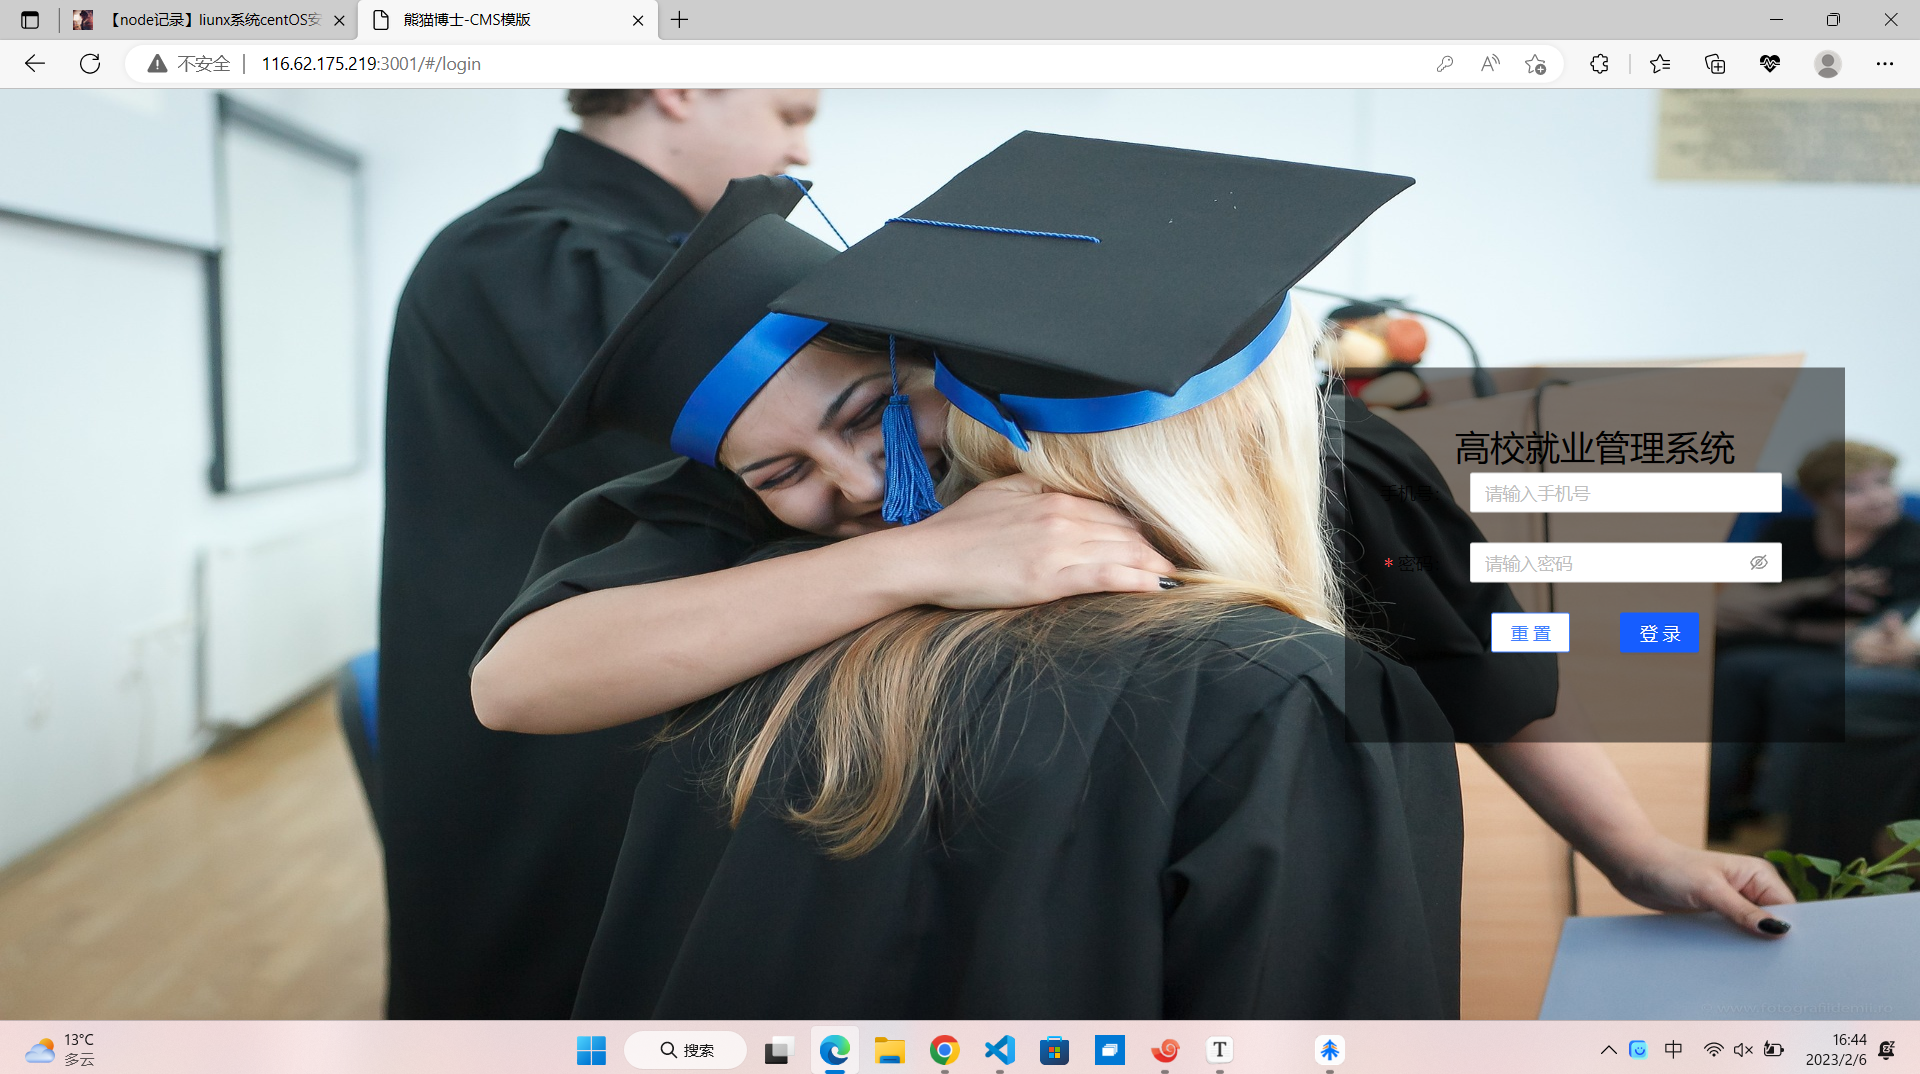 【node记录】liunx系统centOS安
熊猫博士-CMS模版
不安全
116.62.175.219:3001/#/login
高校就业管理系统
手机号
请输入手机号
* 密码
请输入密码
重 置
登 录
13°C
多云
搜索
中
16:44
2023/2/6